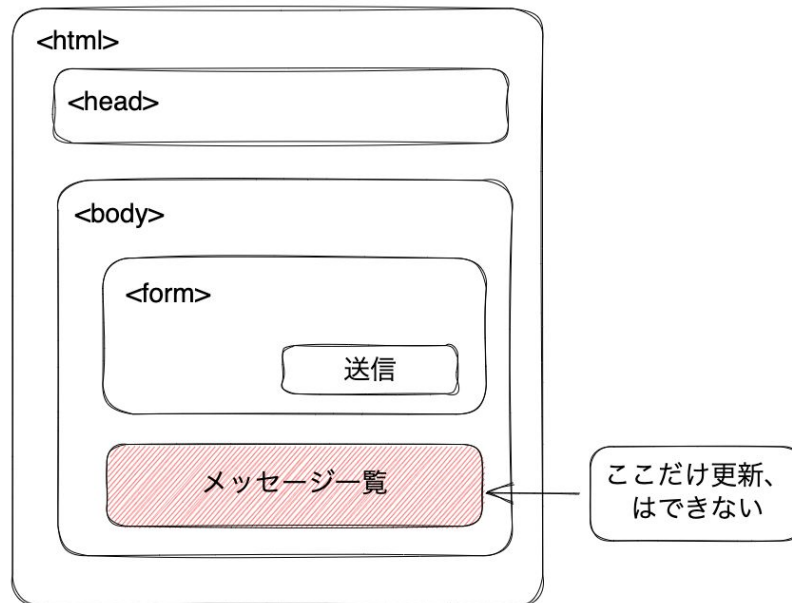 <html>
<head>
<body>
<form>
送信
メッセージ一覧
ここだけ更新、
はできない